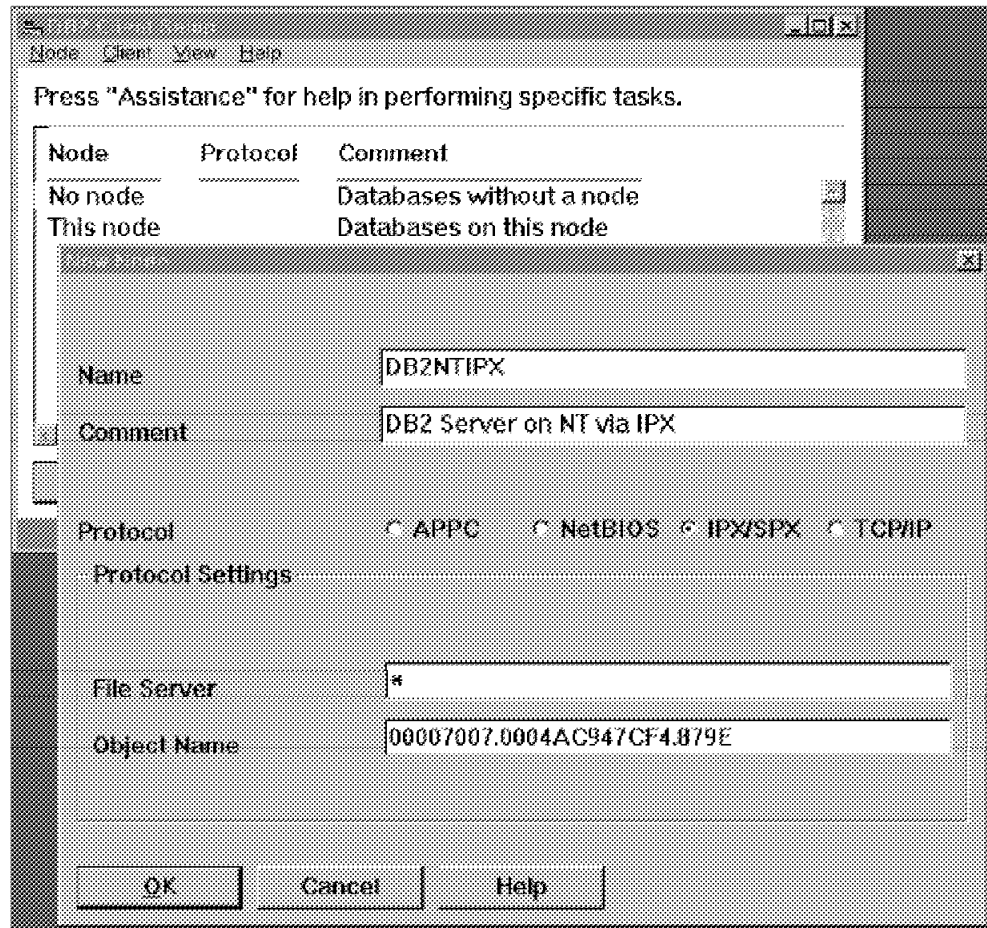 Node Client View Help
Press "Assistance" for help in performing specific tasks.
Node Protocol Comment
No node Databases without a node
This node Databases on this node
Name DB2NTIPX
Comment DB2 Server on NT via IPX
Protocol APPC NetBIOS IPX/SPX TCP/IP
Protocol Settings
File Server *
Object Name 00007007.0004AC947CF4.879E
OK Cancel Help